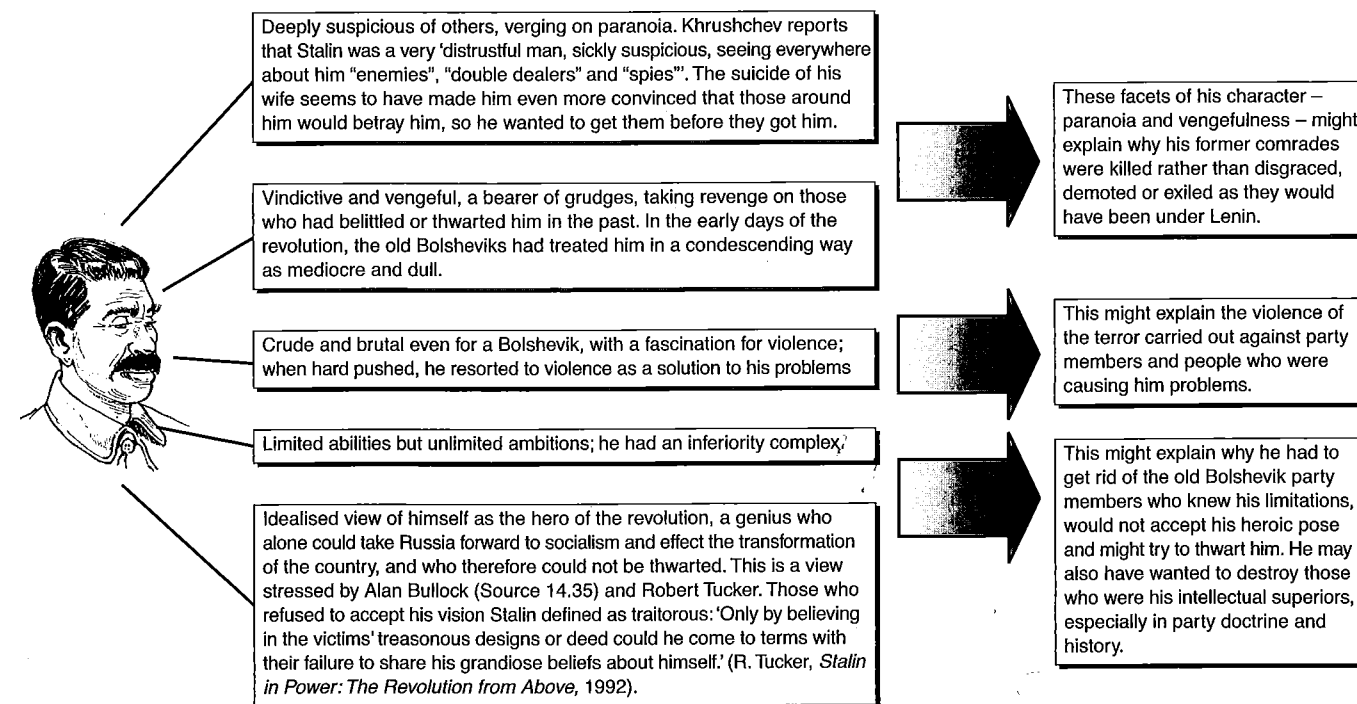 Deeply suspicious of others, verging on paranoia. Khrushchev reports
that Stalin was a very ‘distrustful man, sickly suspicious, seeing everywhere
about him “enemies”, “double dealers” and “spies”’. The suicide of his
wife seems to have made him even more convinced that those around
him would betray him, so he wanted to get them before they got him.
Vindictive and vengeful, a bearer of grudges, taking revenge on those
who had belittled or thwarted him in the past. In the early days of the
revolution, the old Bolsheviks had treated him in a condescending way
as mediocre and dull.
These facets of his character –
paranoia and vengefulness – might
explain why his former comrades
were killed rather than disgraced,
demoted or exiled as they would
have been under Lenin.
Crude and brutal even for a Bolshevik, with a fascination for violence;
when hard pushed, he resorted to violence as a solution to his problems
This might explain the violence of
the terror carried out against party
members and people who were
causing him problems.
Limited abilities but unlimited ambitions; he had an inferiority complex.
Idealised view of himself as the hero of the revolution, a genius who
alone could take Russia forward to socialism and effect the transformation
of the country, and who therefore could not be thwarted. This is a view
stressed by Alan Bullock (Source 14.35) and Robert Tucker. Those who
refused to accept his vision Stalin defined as traitorous: ‘Only by believing
in the victims’ treasonous designs or deed could he come to terms with
their failure to share his grandiose beliefs about himself.’ (R. Tucker, Stalin
in Power: The Revolution from Above, 1992).
This might explain why he had to
get rid of the old Bolshevik party
members who knew his limitations,
would not accept his heroic pose
and might try to thwart him. He may
also have wanted to destroy those
who were his intellectual superiors,
especially in party doctrine and
history.